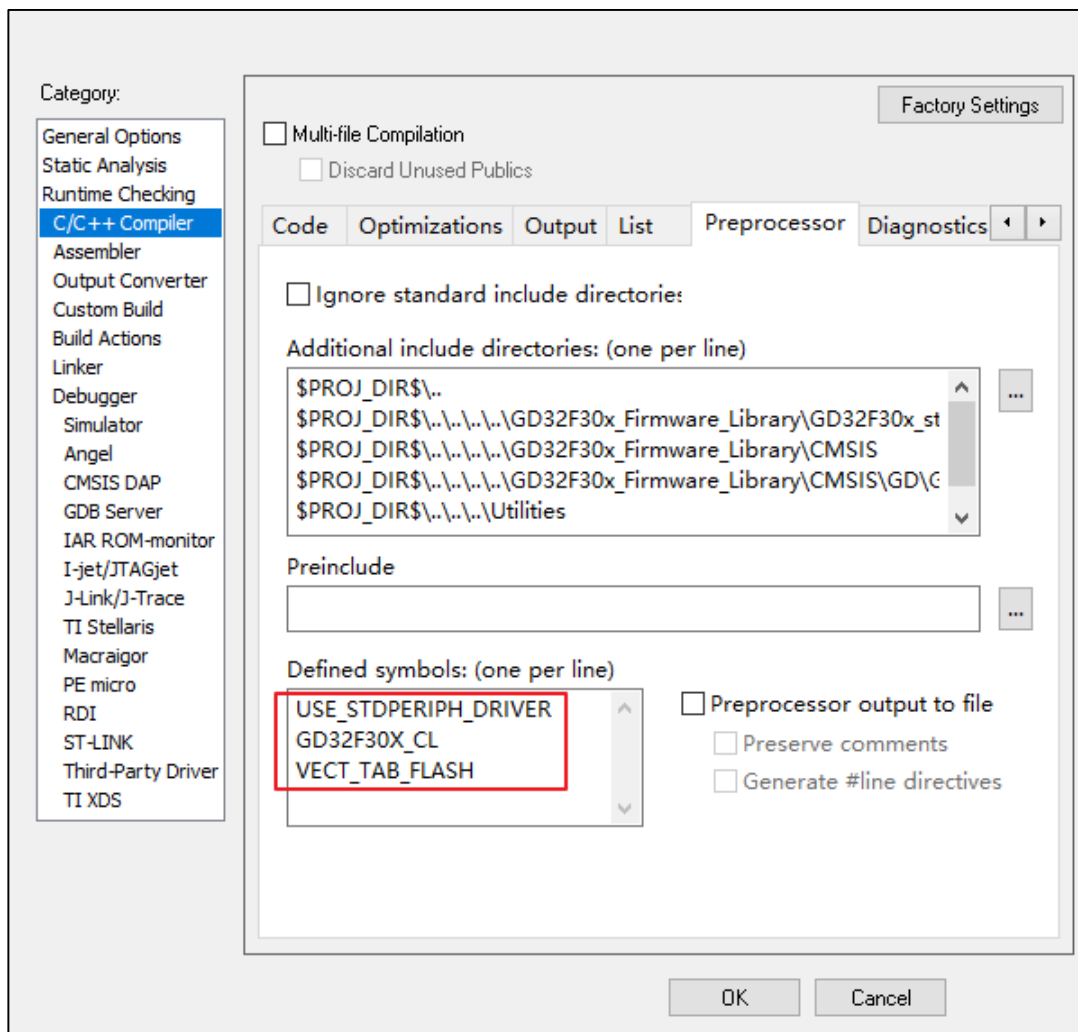 Category:
General Options
Static Analysis
Runtime Checking
C/C++ Compiler
Assembler
Output Converter
Custom Build
Build Actions
Linker
Debugger
Simulator
Angel
CMSIS DAP
GDB Server
IAR ROM-monitor
I-jet/JTAGjet
J-Link/J-Trace
TI Stellaris
Macraigor
PE micro
RDI
ST-LINK
Third-Party Driver
TI XDS
Factory Settings
Multi-file Compilation
Discard Unused Publics
Code Optimizations Output List Preprocessor Diagnostics
Ignore standard include directories
Additional include directories: (one per line)
$PROJ_DIR$\..
$PROJ_DIR$\..\..\..\..\GD32F30x_Firmware_Library\GD32F30x_st
$PROJ_DIR$\..\..\..\..\GD32F30x_Firmware_Library\CMSIS
$PROJ_DIR$\..\..\..\..\GD32F30x_Firmware_Library\CMSIS\GD\G
$PROJ_DIR$\..\..\..\Utilities
...
Preinclude
...
Defined symbols: (one per line)
USE_STDPERIPH_DRIVER
GD32F30X_CL
VECT_TAB_FLASH
Preprocessor output to file
Preserve comments
Generate #line directives
OK Cancel